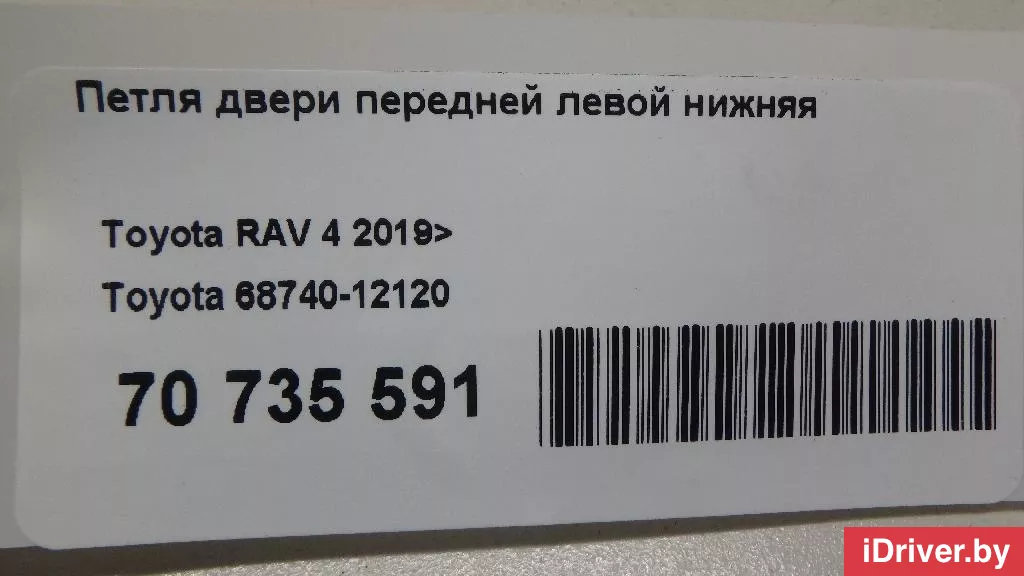 Петля двери передней левой нижняя
Toyota RAV 4 2019>
Toyota 68740-12120
70 735 591
iDriver.by